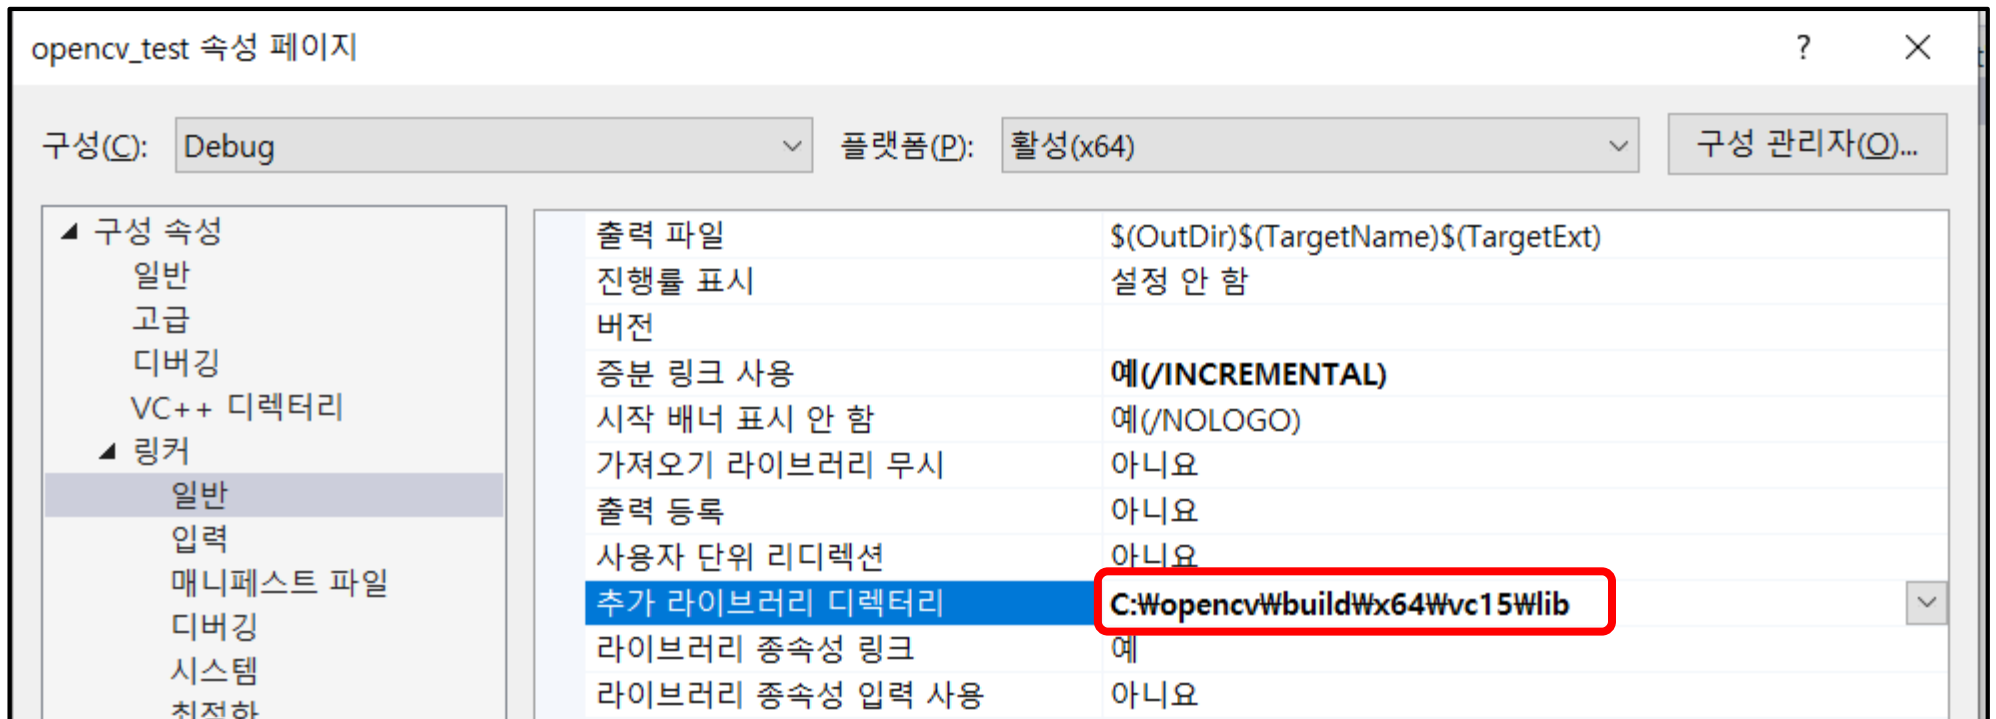 opencv_test 속성 페이지 ?
구성(C): Debug 플랫폼(P): 활성(x64) 구성 관리자(O)...
구성 속성
일반
고급
디버깅
VC++ 디렉터리
링커
일반
입력
매니페스트 파일
디버깅
시스템
최적화
출력 파일 $(OutDir)$(TargetName)$(TargetExt)
진행률 표시 설정 안 함
버전
증분 링크 사용 예(/INCREMENTAL)
시작 배너 표시 안 함 예(/NOLOGO)
가져오기 라이브러리 무시 아니요
출력 등록 아니요
사용자 단위 리디렉션 아니요
추가 라이브러리 디렉터리 C:₩opencv₩build₩x64₩vc15₩lib
라이브러리 종속성 링크 예
라이브러리 종속성 입력 사용 아니요